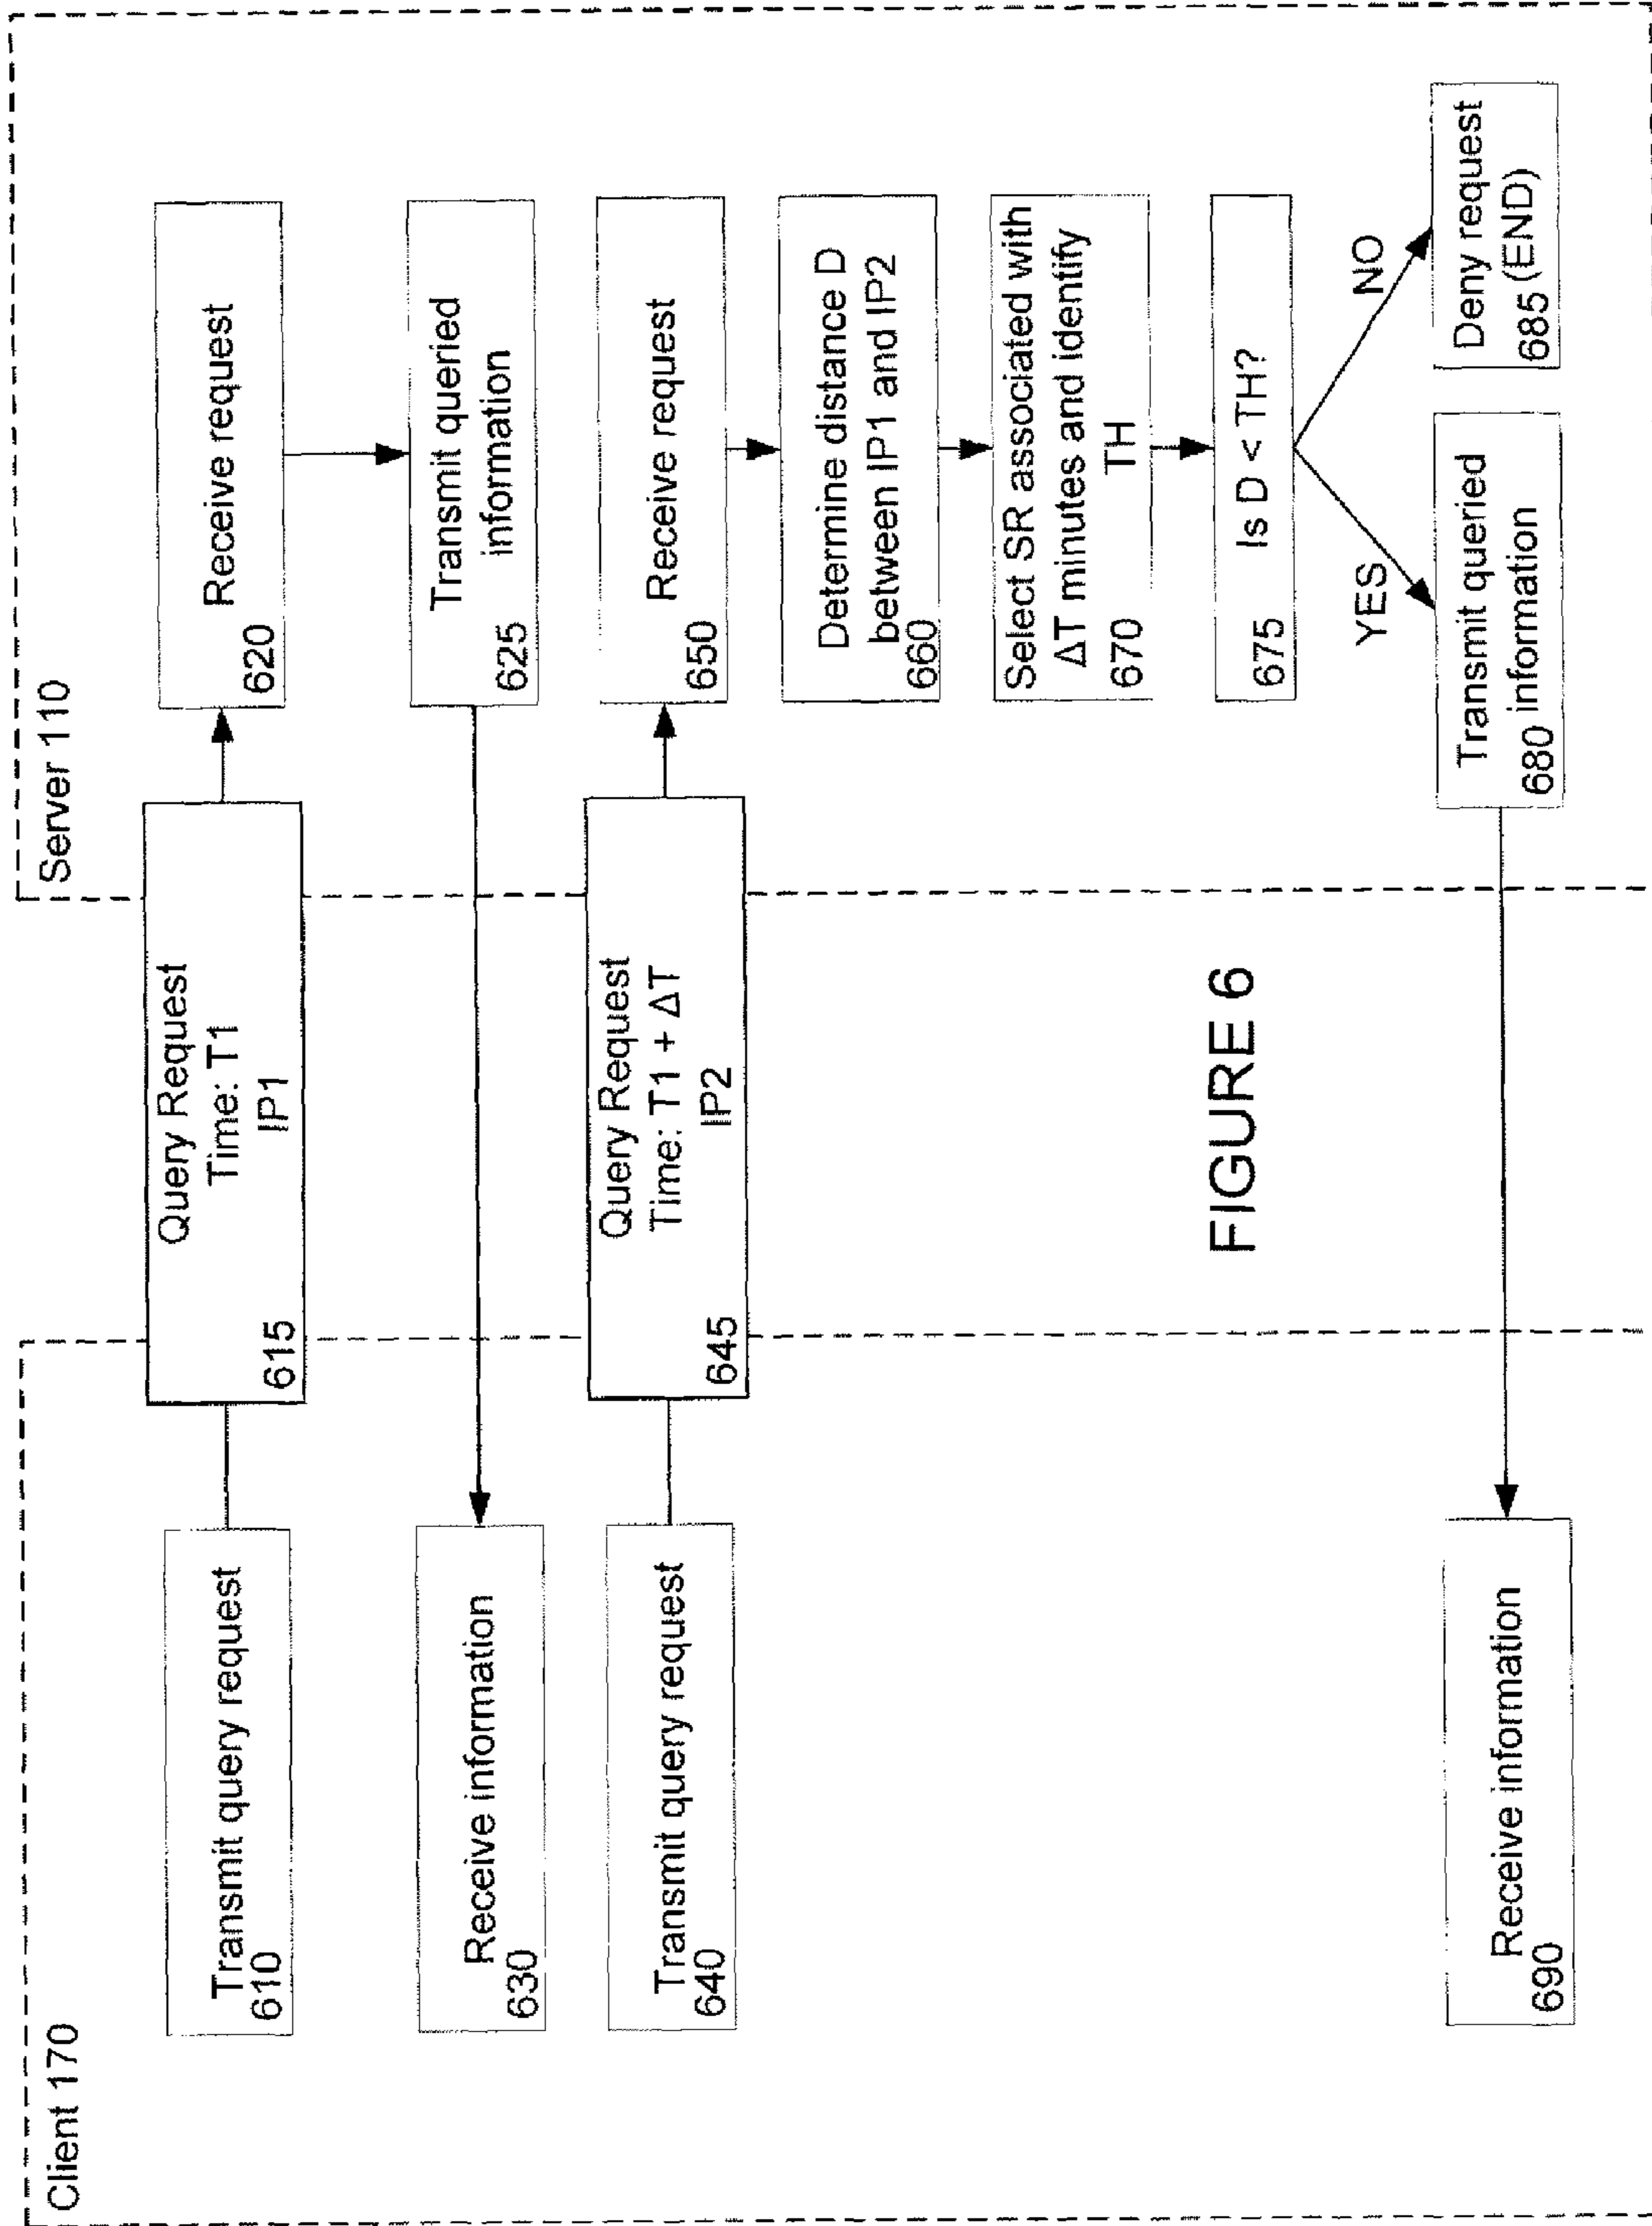 Client 170
Server 110
Transmit query request
610
Query Request
Time: T1
IP1
615
Receive request
620
Transmit queried
information
625
Receive information
630
Transmit query request
640
Query Request
Time: T1 + ΔT
IP2
645
Receive request
650
Determine distance D
between IP1 and IP2
660
Select SR associated with
ΔT minutes and identify
TH
670
Is D < TH?
675
YES
NO
Transmit queried
680 information
Deny request
685 (END)
Receive information
690
FIGURE 6